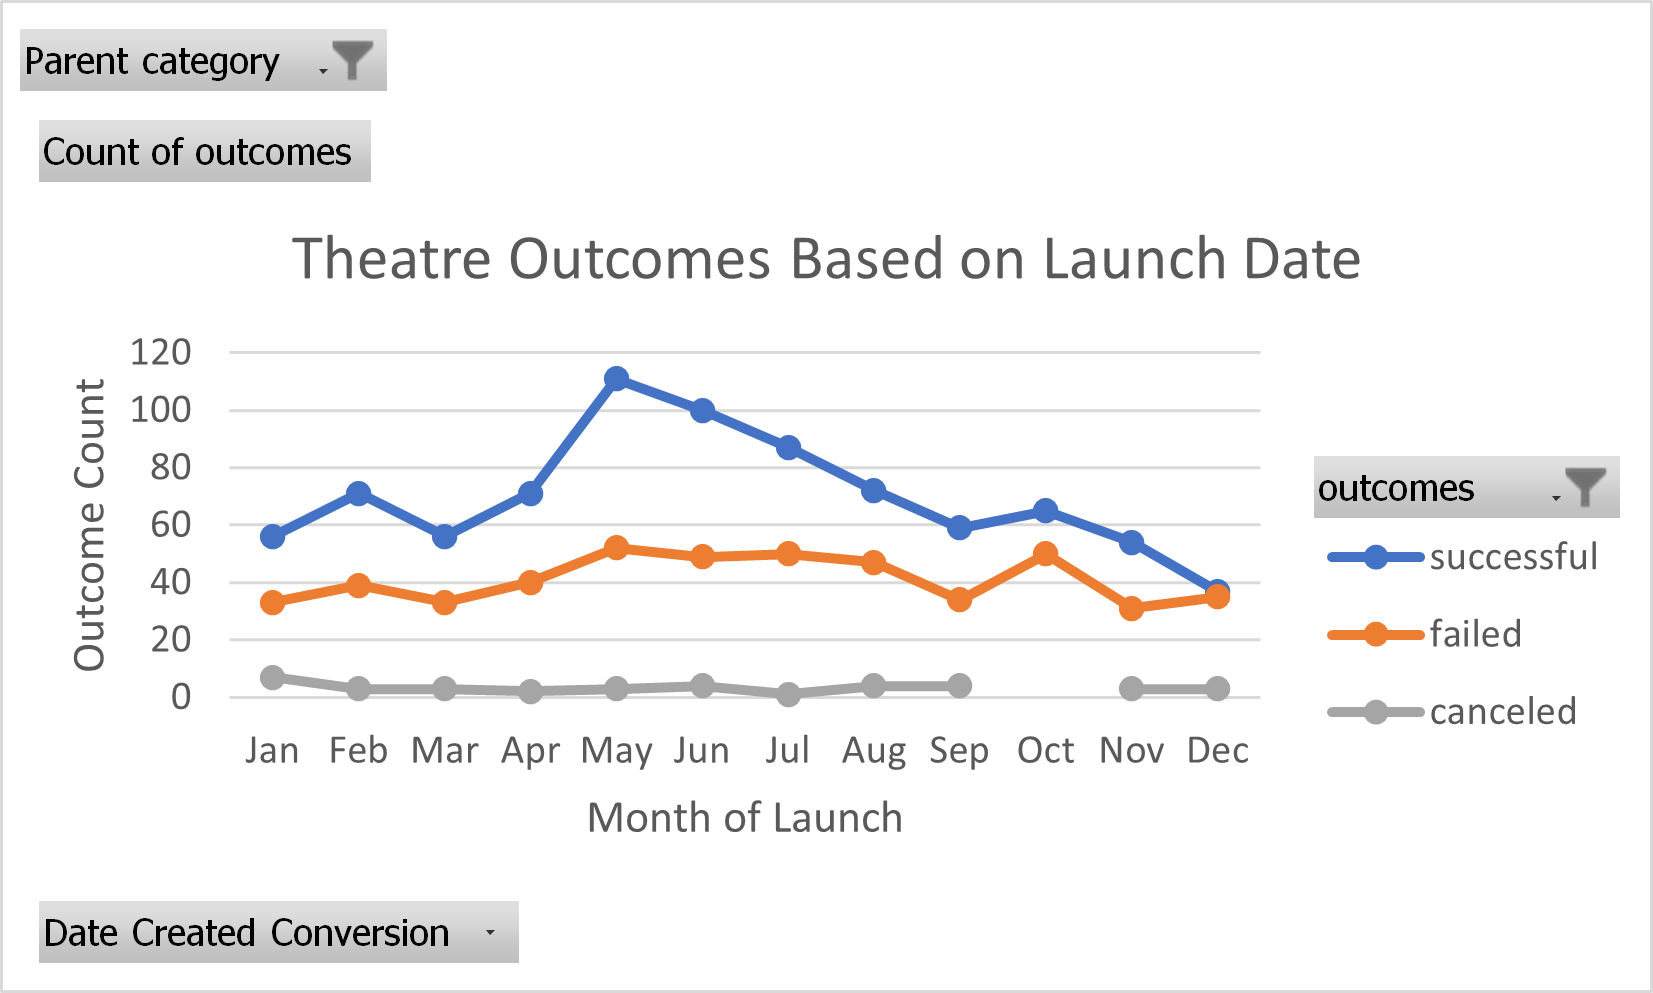 Parent category
Count of outcomes
Theatre Outcomes Based on Launch Date
120
100
80
60
40
20
0
Outcome Count
Jan Feb Mar Apr May Jun Jul Aug Sep Oct Nov Dec
Month of Launch
outcomes
successful
failed
canceled
Date Created Conversion